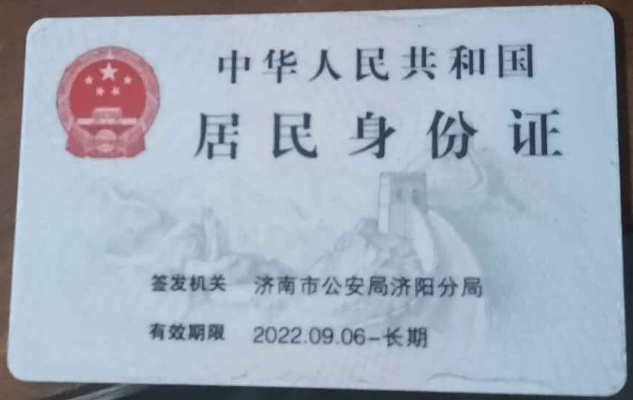 中华人民共和国
居民身份证
签发机关 济南市公安局济阳分局
有效期限 2022.09.06-长期